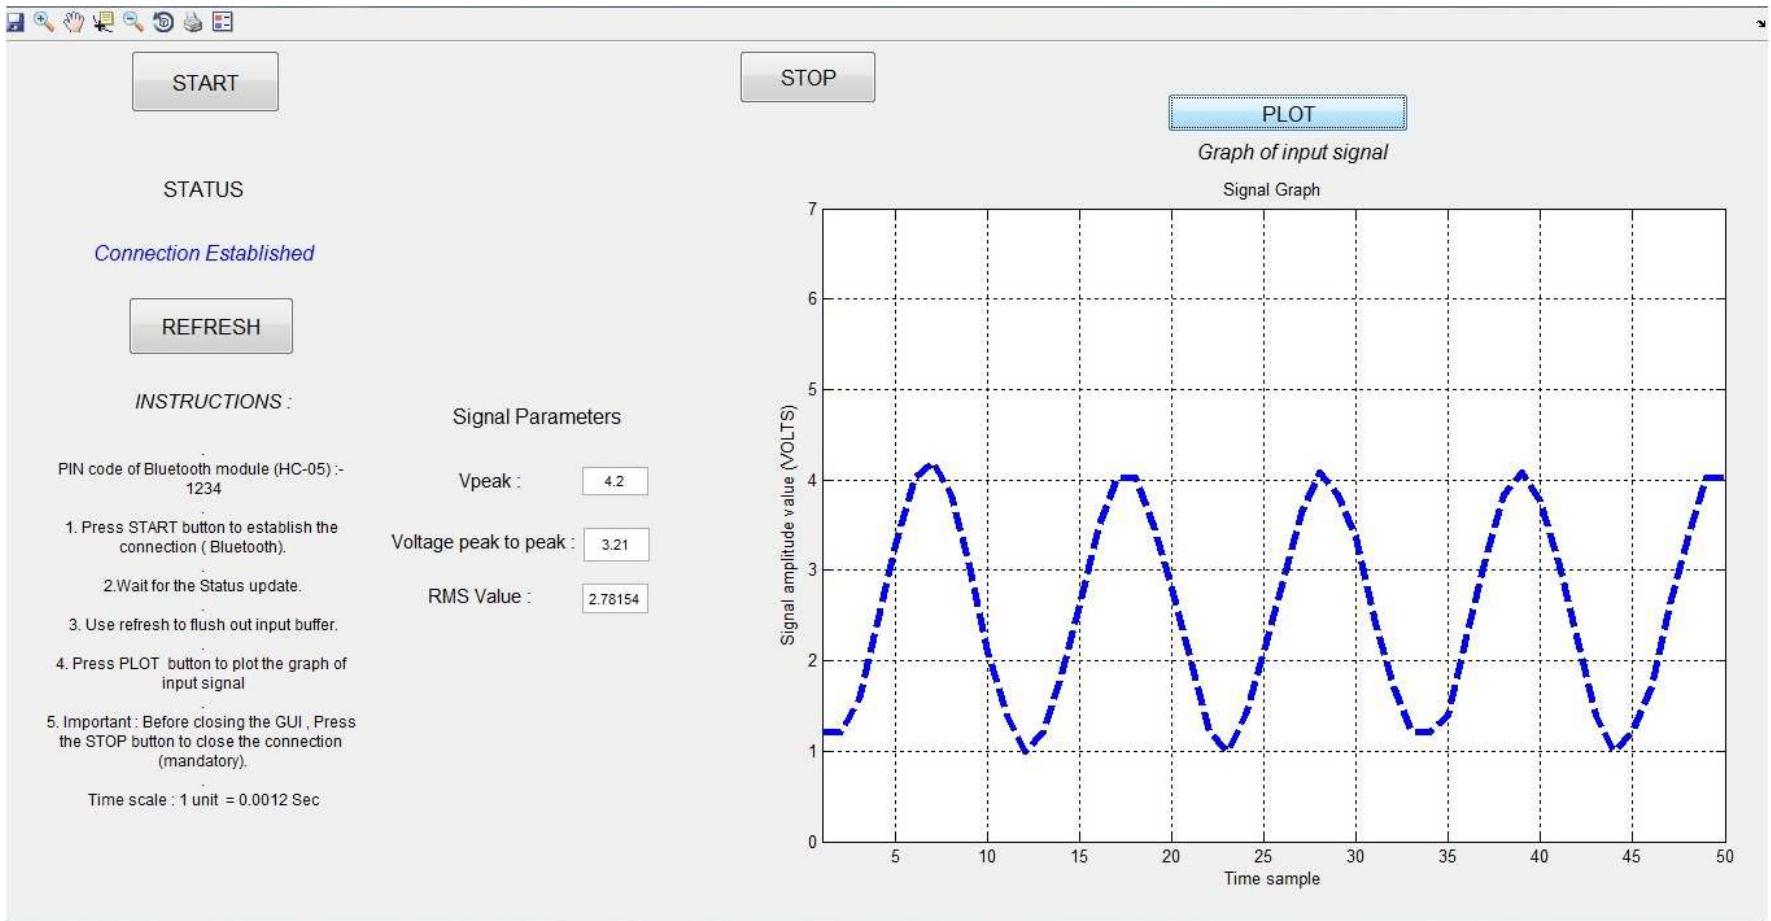 START
STOP
PLOT
Graph of input signal
STATUS
Connection Established
REFRESH
INSTRUCTIONS :
.
PIN code of Bluetooth module (HC-05) :-
1234
.
1. Press START button to establish the
connection ( Bluetooth).
.
2.Wait for the Status update.
.
3. Use refresh to flush out input buffer.
.
4. Press PLOT  button to plot the graph of
input signal
.
5. Important : Before closing the GUI , Press
the STOP button to close the connection
(mandatory).
.
Time scale : 1 unit  = 0.0012 Sec
Signal Parameters
Vpeak : 4.2
Voltage peak to peak : 3.21
RMS Value : 2.78154
Signal Graph
Signal amplitude value (VOLTS)
7
6
5
4
3
2
1
0
5 10 15 20 25 30 35 40 45 50
Time sample